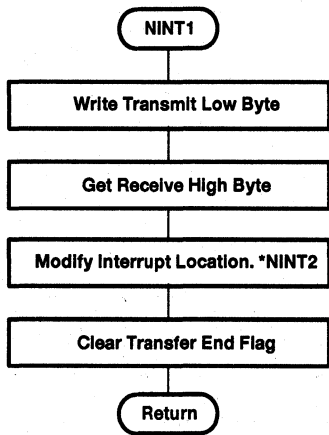 NINT1
Write Transmit Low Byte
Get Receive High Byte
Modify Interrupt Location. *NINT2
Clear Transfer End Flag
Return